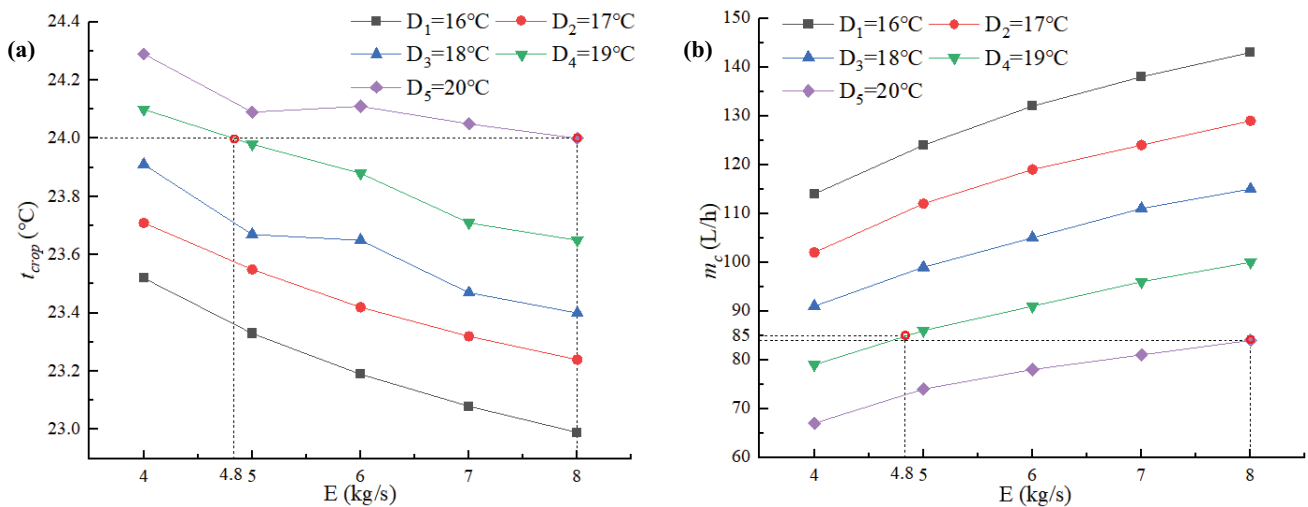 (a)
D1=16°C
D2=17°C
D3=18°C
D4=19°C
D5=20°C
24.4
24.2
24.0
23.8
23.6
23.4
23.2
23.0
tcrop (°C)
4
4.8
5
6
7
8
E (kg/s)
(b)
D1=16°C
D2=17°C
D3=18°C
D4=19°C
D5=20°C
150
140
130
120
110
100
90
85
80
70
60
mc (L/h)
4
4.8
5
6
7
8
E (kg/s)